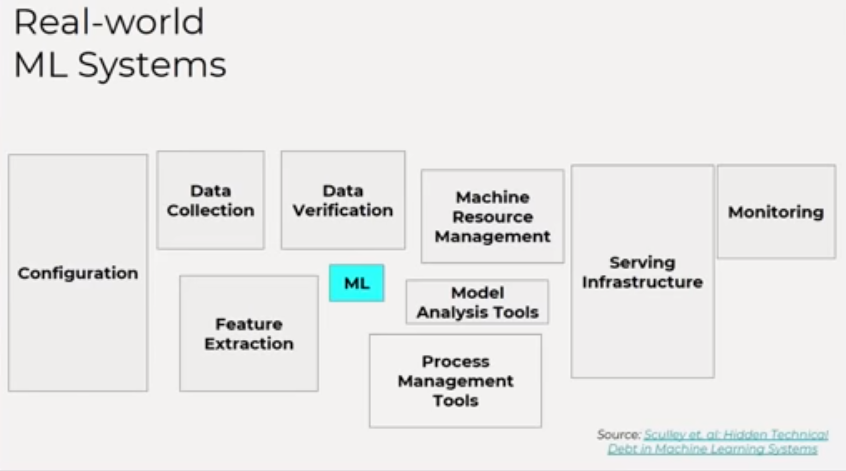 Real-world
ML Systems
Configuration
Data
Collection
Data
Verification
Machine
Resource
Management
Serving
Infrastructure
Monitoring
Feature
Extraction
ML
Model
Analysis Tools
Process
Management
Tools
Source: Sculley et. al: Hidden Technical
Debt in Machine Learning Systems